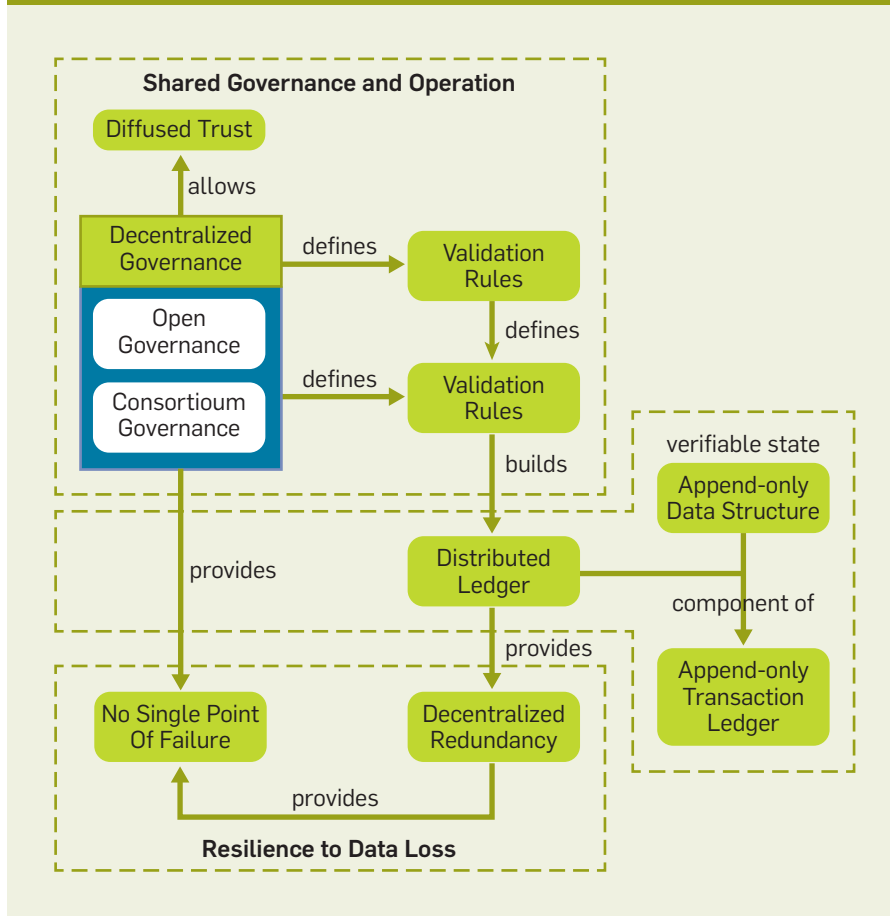 Shared Governance and Operation
Diffused Trust
allows
Decentralized
Governance
defines
Validation
Rules
Open
Governance
defines
Consortioum
Governance
defines
Validation
Rules
builds
verifiable state
Append-only
Data Structure
provides
Distributed
Ledger
component of
provides
Append-only
Transaction
Ledger
No Single Point
Of Failure
Decentralized
Redundancy
provides
Resilience to Data Loss